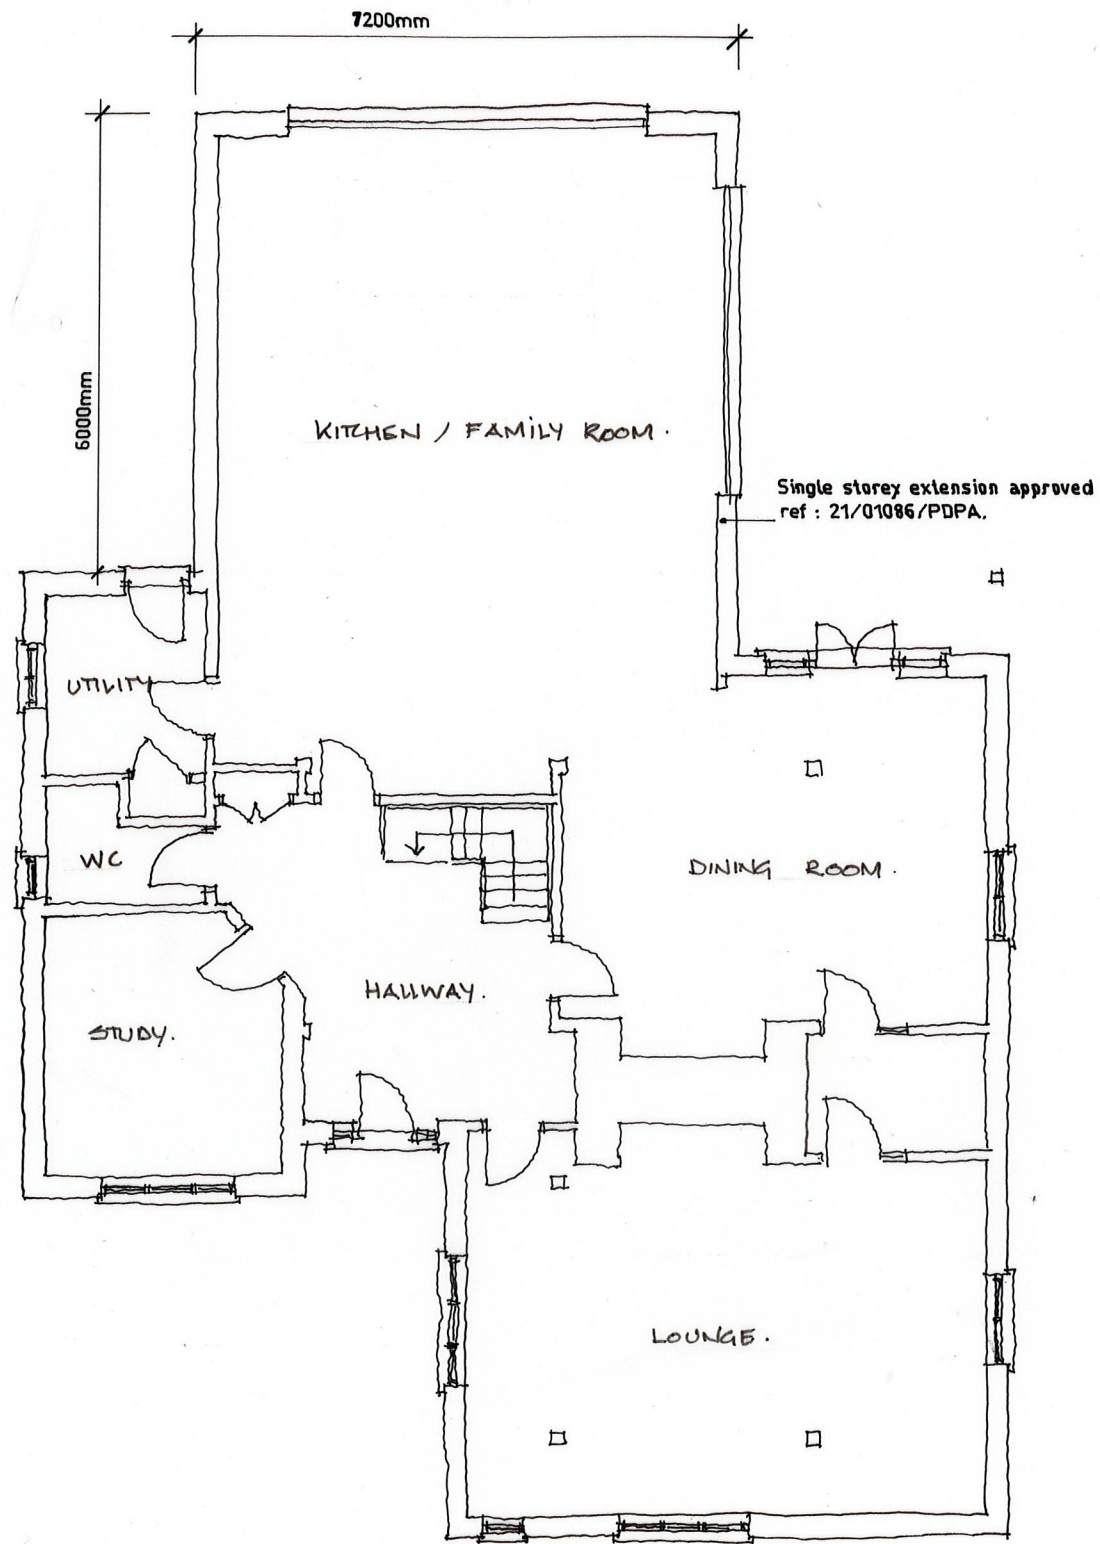 7200mm
6000mm
KITCHEN / FAMILY ROOM.
Single storey extension approved
ref : 21/01086/PDPA.
UTILITY
WC
DINING ROOM.
HALLWAY.
STUDY.
LOUNGE.